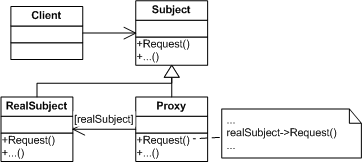 Client
Subject
+Request()
+...()
RealSubject
+Request()
+...()
[realSubject]
Proxy
+Request()
+...()
...
realSubject->Request()
...